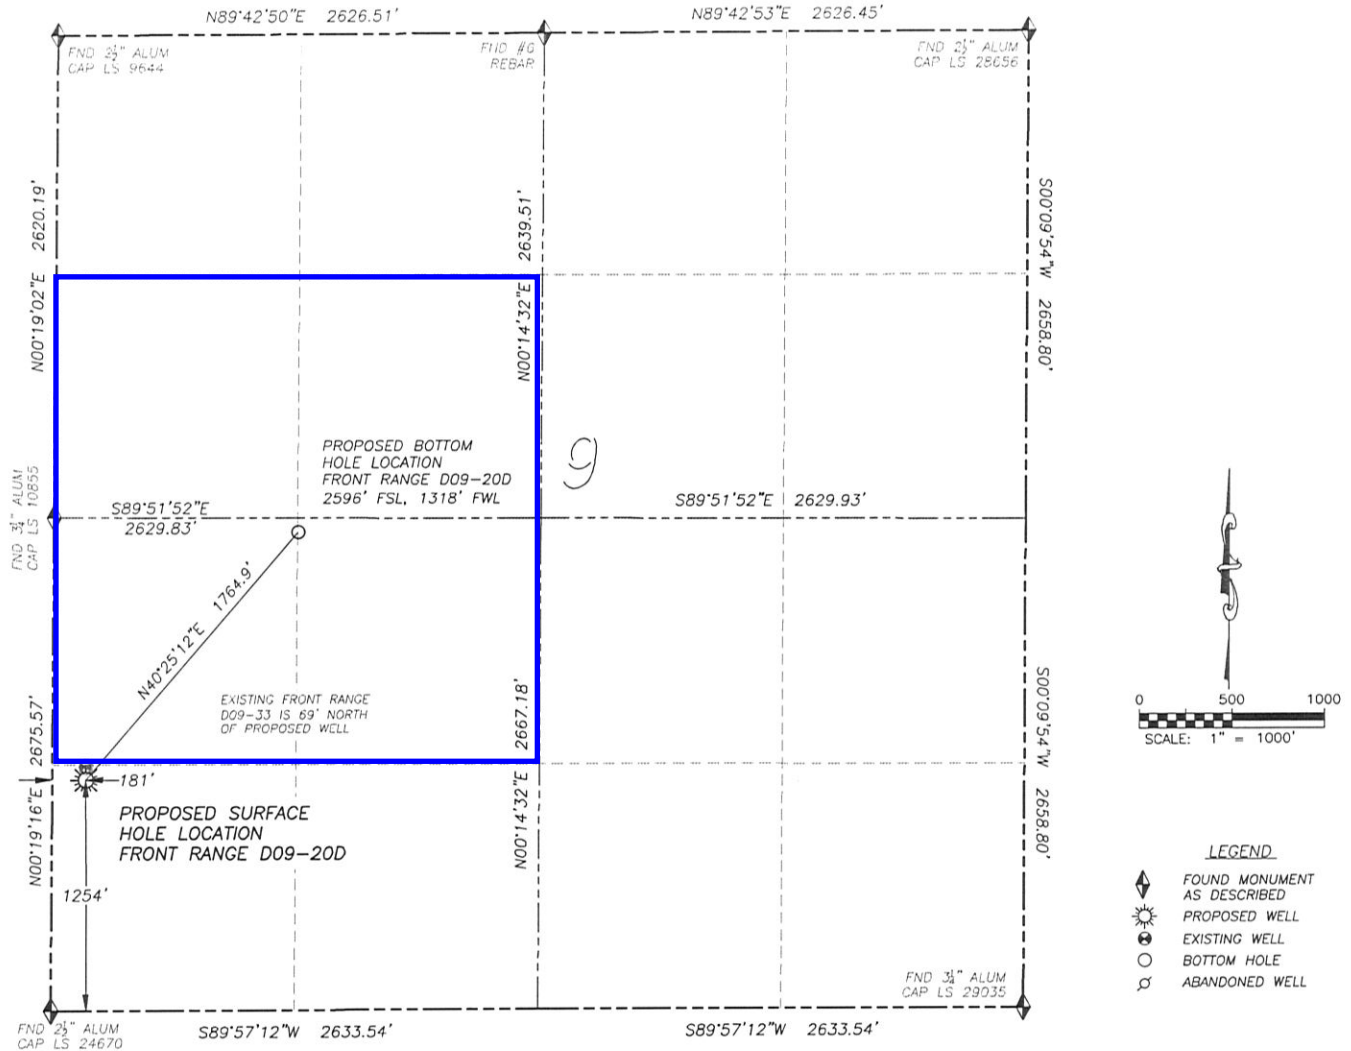 N89°42'50"E 2626.51'
N89°42'53"E 2626.45'
FND 2½" ALUM
CAP LS 9644
FND #6
REBAR
FND 2½" ALUM
CAP LS 28656
N00°19'02"E 2620.19'
N00°14'32"E 2639.51'
S00°09'54"W 2658.80'
PROPOSED BOTTOM
HOLE LOCATION
FRONT RANGE D09-20D
2596' FSL, 1318' FWL
9
FND 3¼" ALUM
CAP LS 10855
S89°51'52"E
2629.83'
S89°51'52"E 2629.93'
N40°25'12"E 1764.9'
EXISTING FRONT RANGE
D09-33 IS 69' NORTH
OF PROPOSED WELL
N00°19'16"E 2675.57'
N00°14'32"E 2667.18'
S00°09'54"W 2658.80'
181'
PROPOSED SURFACE
HOLE LOCATION
FRONT RANGE D09-20D
1254'
FND 2½" ALUM
CAP LS 24670
S89°57'12"W 2633.54'
S89°57'12"W 2633.54'
FND 3¼" ALUM
CAP LS 29035
0 500 1000
SCALE: 1" = 1000'
LEGEND
FOUND MONUMENT
AS DESCRIBED
PROPOSED WELL
EXISTING WELL
BOTTOM HOLE
ABANDONED WELL